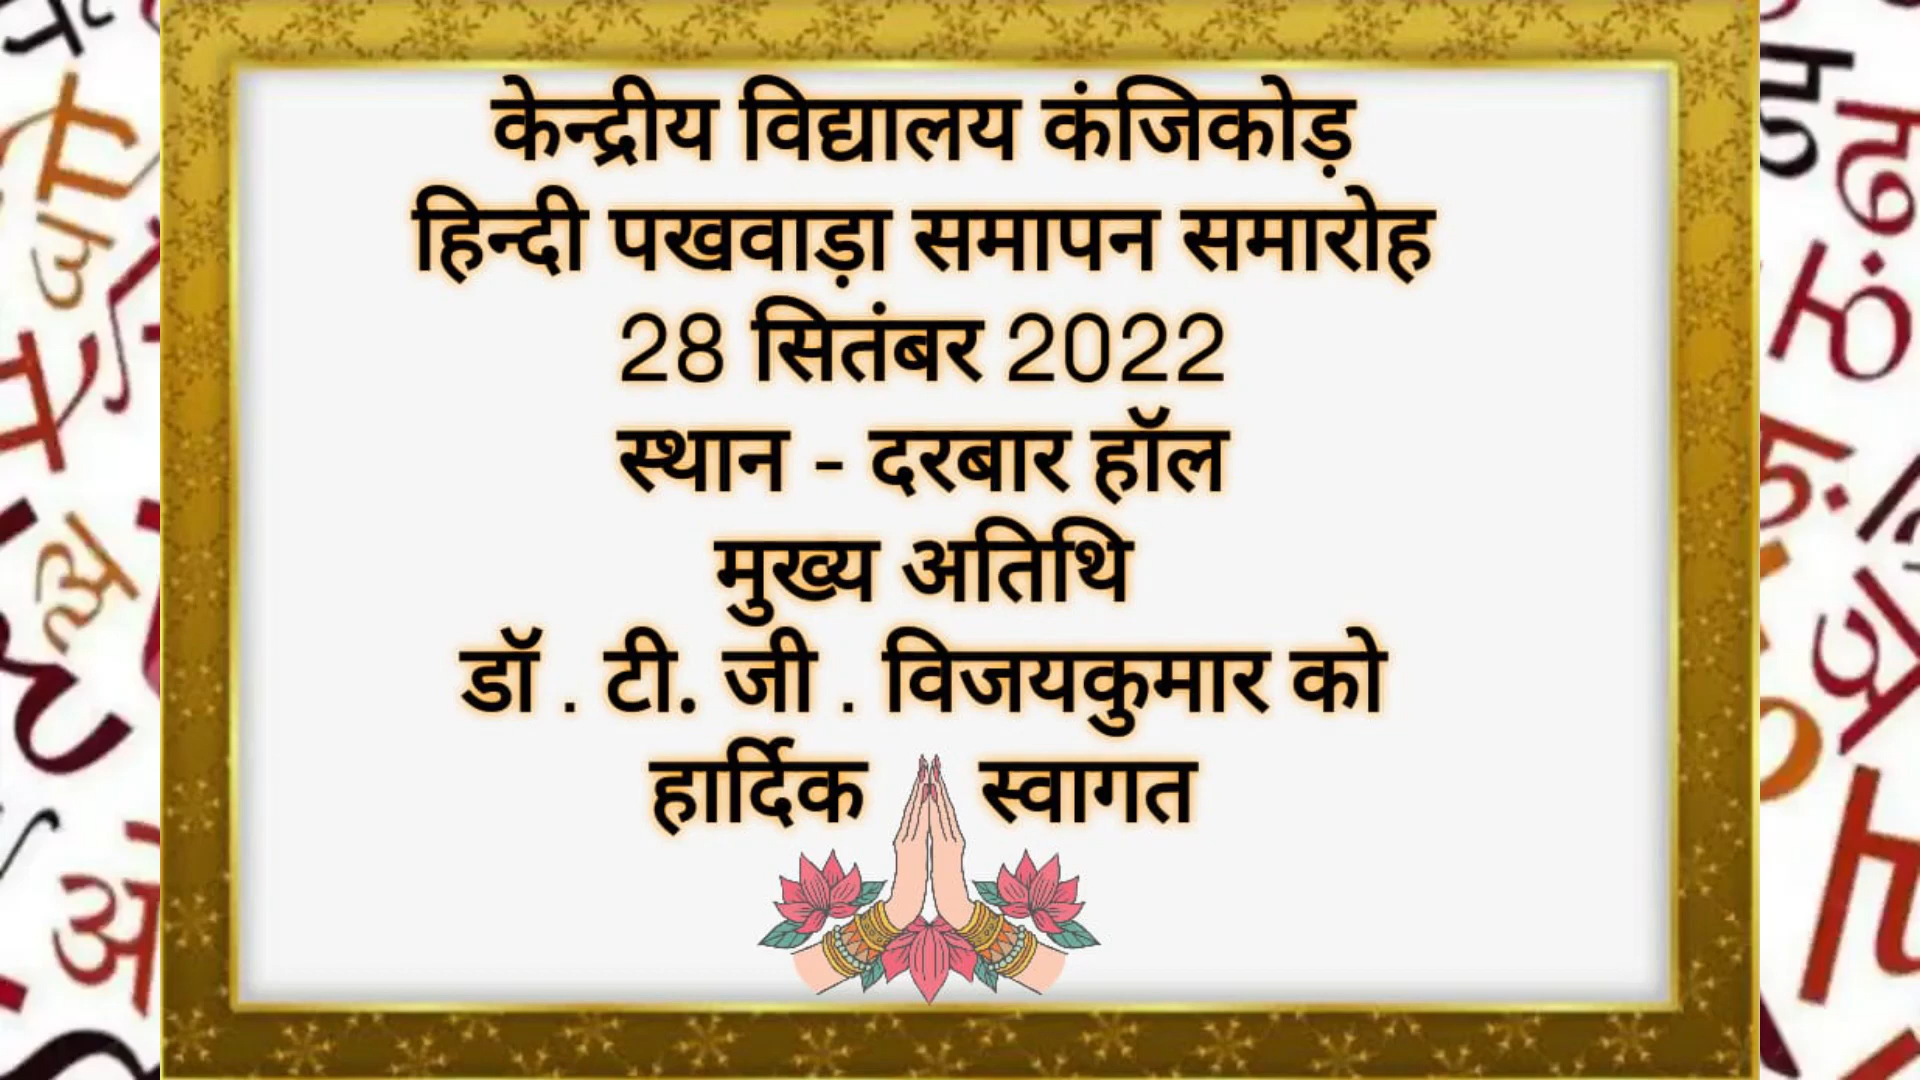 केन्द्रीय विद्यालय कंजिकोड़
हिन्दी पखवाड़ा समापन समारोह
28 सितंबर 2022
स्थान - दरबार हॉल
मुख्य अतिथि
डॉ . टी. जी . विजयकुमार को
हार्दिक स्वागत